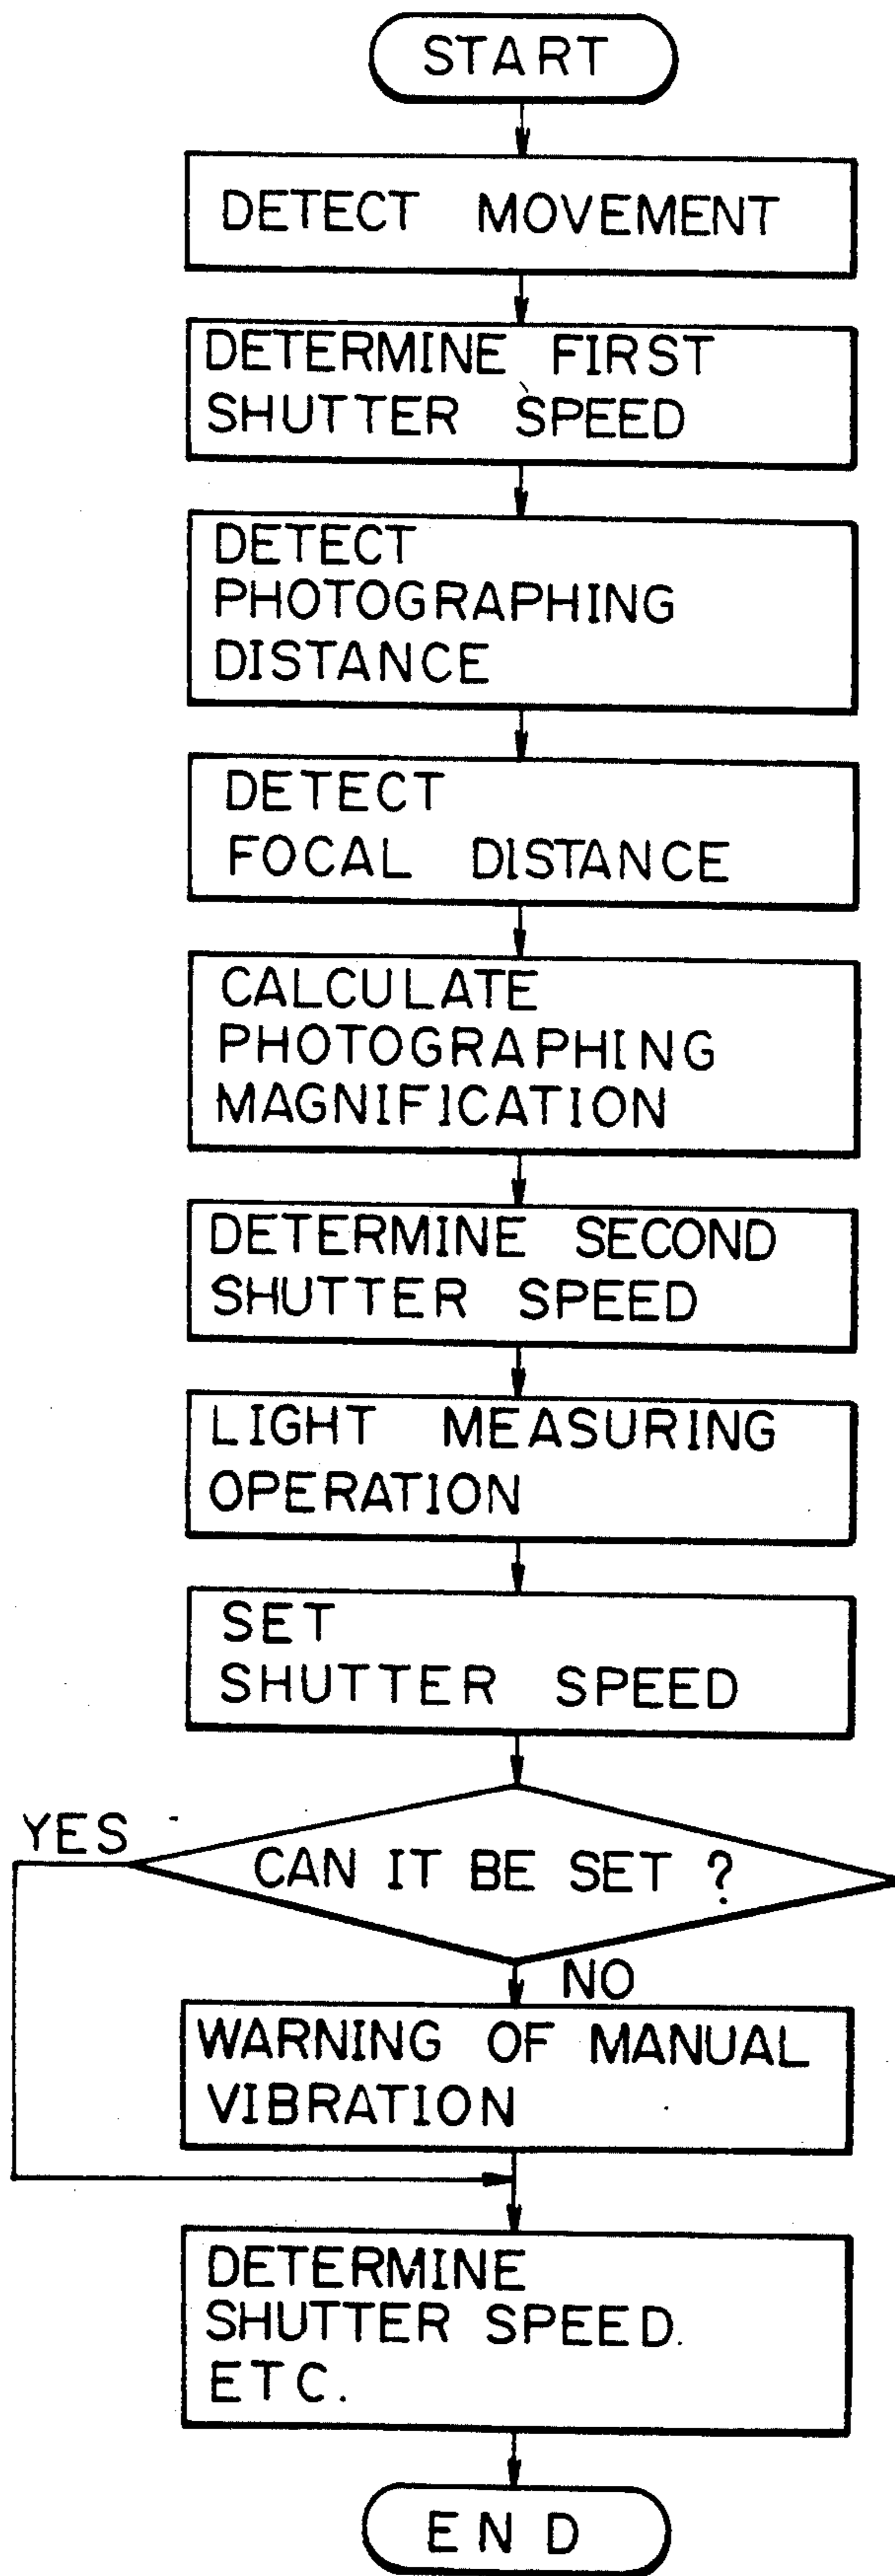 START
DETECT MOVEMENT
DETERMINE FIRST
SHUTTER SPEED
DETECT
PHOTOGRAPHING
DISTANCE
DETECT
FOCAL DISTANCE
CALCULATE
PHOTOGRAPHING
MAGNIFICATION
DETERMINE SECOND
SHUTTER SPEED
LIGHT MEASURING
OPERATION
SET
SHUTTER SPEED
YES
CAN IT BE SET ?
NO
WARNING OF MANUAL
VIBRATION
DETERMINE
SHUTTER SPEED.
ETC.
END